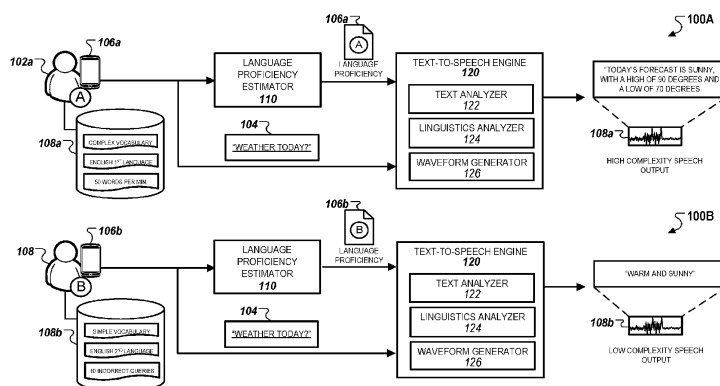 100A
106a
106a
A
102a
A
LANGUAGE
PROFICIENCY
ESTIMATOR
110
LANGUAGE
PROFICIENCY
TEXT-TO-SPEECH ENGINE
120
TEXT ANALYZER
122
LINGUISTICS ANALYZER
124
WAVEFORM GENERATOR
126
"TODAY'S FORECAST IS SUNNY,
WITH A HIGH OF 90 DEGREES AND
A LOW OF 70 DEGREES
108a
HIGH COMPLEXITY SPEECH
OUTPUT
104
"WEATHER TODAY?"
108a
COMPLEX VOCABULARY
ENGLISH 1ST LANGUAGE
50 WORDS PER MIN.
100B
106b
106b
B
108
B
LANGUAGE
PROFICIENCY
ESTIMATOR
110
LANGUAGE
PROFICIENCY
TEXT-TO-SPEECH ENGINE
120
TEXT ANALYZER
122
LINGUISTICS ANALYZER
124
WAVEFORM GENERATOR
126
"WARM AND SUNNY"
108b
LOW COMPLEXITY SPEECH
OUTPUT
104
"WEATHER TODAY?"
108b
SIMPLE VOCABULARY
ENGLISH 2ND LANGUAGE
10 INCORRECT QUERIES